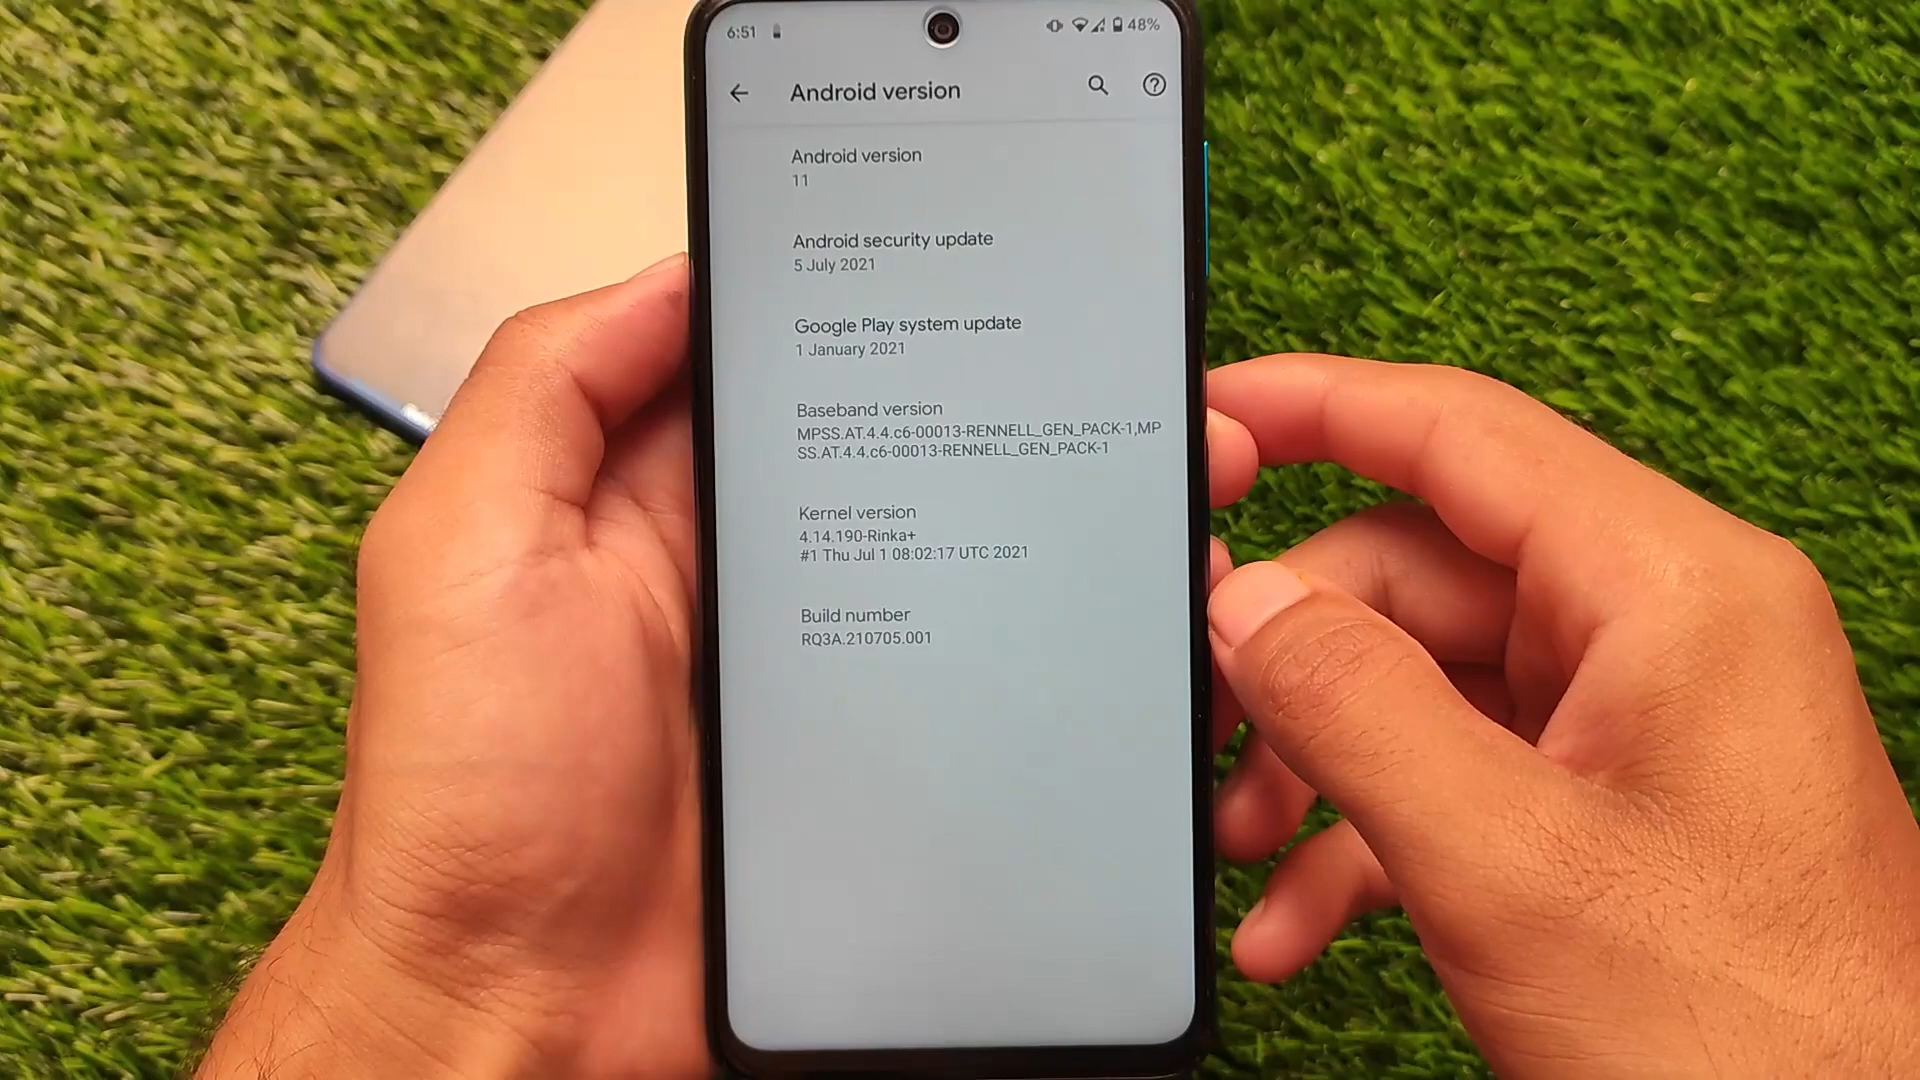 6:51
48%
Android version
Android version
11
Android security update
5 July 2021
Google Play system update
1 January 2021
Baseband version
MPSS.AT.4.4.c6-00013-RENNELL_GEN_PACK-1,MP
SS.AT.4.4.c6-00013-RENNELL_GEN_PACK-1
Kernel version
4.14.190-Rinka+
#1 Thu Jul 1 08:02:17 UTC 2021
Build number
RQ3A.210705.001